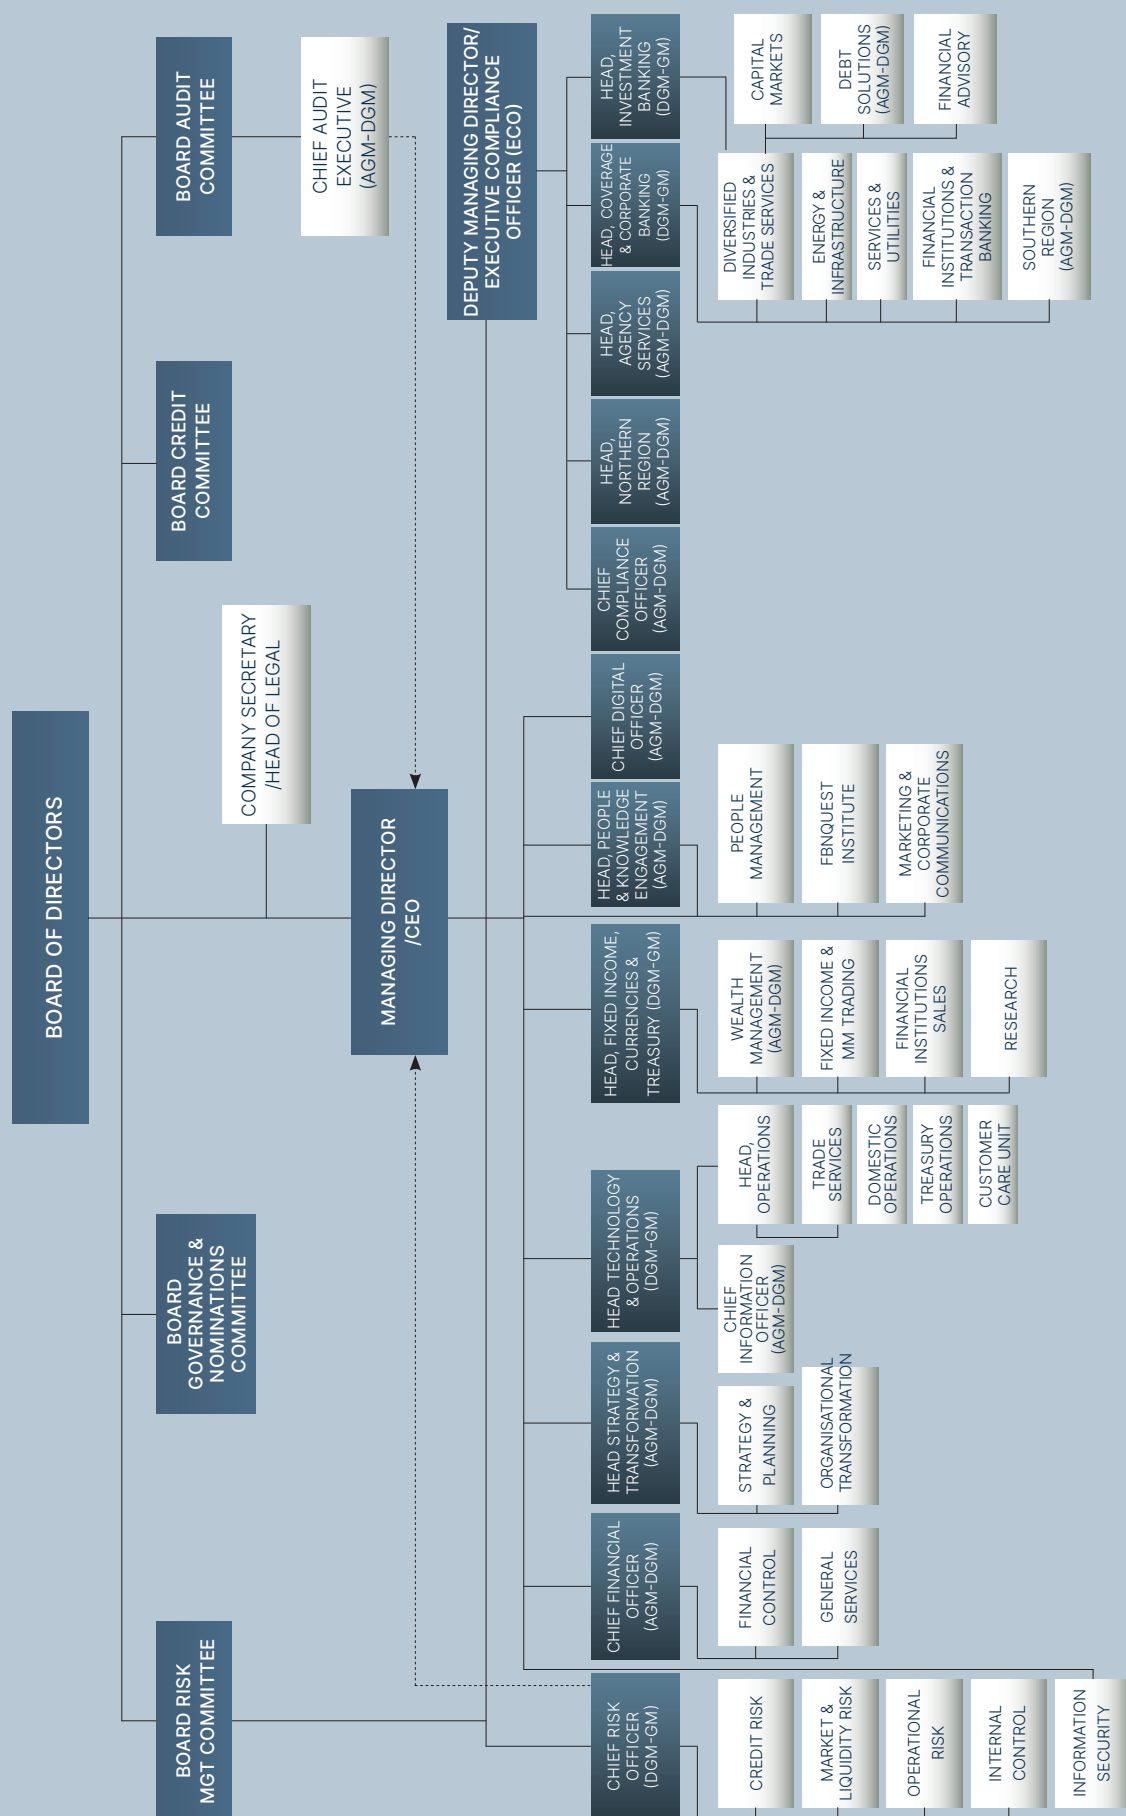 BOARD OF DIRECTORS
BOARD RISK
MGT COMMITTEE
BOARD
GOVERNANCE &
NOMINATIONS
COMMITTEE
BOARD CREDIT
COMMITTEE
BOARD AUDIT
COMMITTEE
COMPANY SECRETARY
/HEAD OF LEGAL
CHIEF AUDIT
EXECUTIVE
(AGM-DGM)
MANAGING DIRECTOR
/CEO
DEPUTY MANAGING DIRECTOR/
EXECUTIVE COMPLIANCE
OFFICER (ECO)
CHIEF RISK
OFFICER
(DGM-GM)
CHIEF FINANCIAL
OFFICER
(AGM-DGM)
HEAD STRATEGY &
TRANSFORMATION
(AGM-DGM)
HEAD TECHNOLOGY
& OPERATIONS
(DGM-GM)
HEAD, FIXED INCOME,
CURRENCIES &
TREASURY (DGM-GM)
HEAD, PEOPLE
& KNOWLEDGE
ENGAGEMENT
(AGM-DGM)
CHIEF DIGITAL
OFFICER
(AGM-DGM)
CHIEF
COMPLIANCE
OFFICER
(AGM-DGM)
HEAD,
NORTHERN
REGION
(AGM-DGM)
HEAD,
AGENCY
SERVICES
(AGM-DGM)
HEAD, COVERAGE
& CORPORATE
BANKING
(DGM-GM)
HEAD,
INVESTMENT
BANKING
(DGM-GM)
CREDIT RISK
MARKET &
LIQUIDITY RISK
OPERATIONAL
RISK
INTERNAL
CONTROL
INFORMATION
SECURITY
FINANCIAL
CONTROL
GENERAL
SERVICES
STRATEGY &
PLANNING
ORGANISATIONAL
TRANSFORMATION
CHIEF
INFORMATION
OFFICER
(AGM-DGM)
HEAD,
OPERATIONS
TRADE
SERVICES
DOMESTIC
OPERATIONS
TREASURY
OPERATIONS
CUSTOMER
CARE UNIT
WEALTH
MANAGEMENT
(AGM-DGM)
FIXED INCOME &
MM TRADING
FINANCIAL
INSTITUTIONS
SALES
RESEARCH
PEOPLE
MANAGEMENT
FBNQUEST
INSTITUTE
MARKETING &
CORPORATE
COMMUNICATIONS
DIVERSIFIED
INDUSTRIES &
TRADE SERVICES
ENERGY &
INFRASTRUCTURE
SERVICES &
UTILITIES
FINANCIAL
INSTITUTIONS &
TRANSACTION
BANKING
SOUTHERN
REGION
(AGM-DGM)
CAPITAL
MARKETS
DEBT
SOLUTIONS
(AGM-DGM)
FINANCIAL
ADVISORY